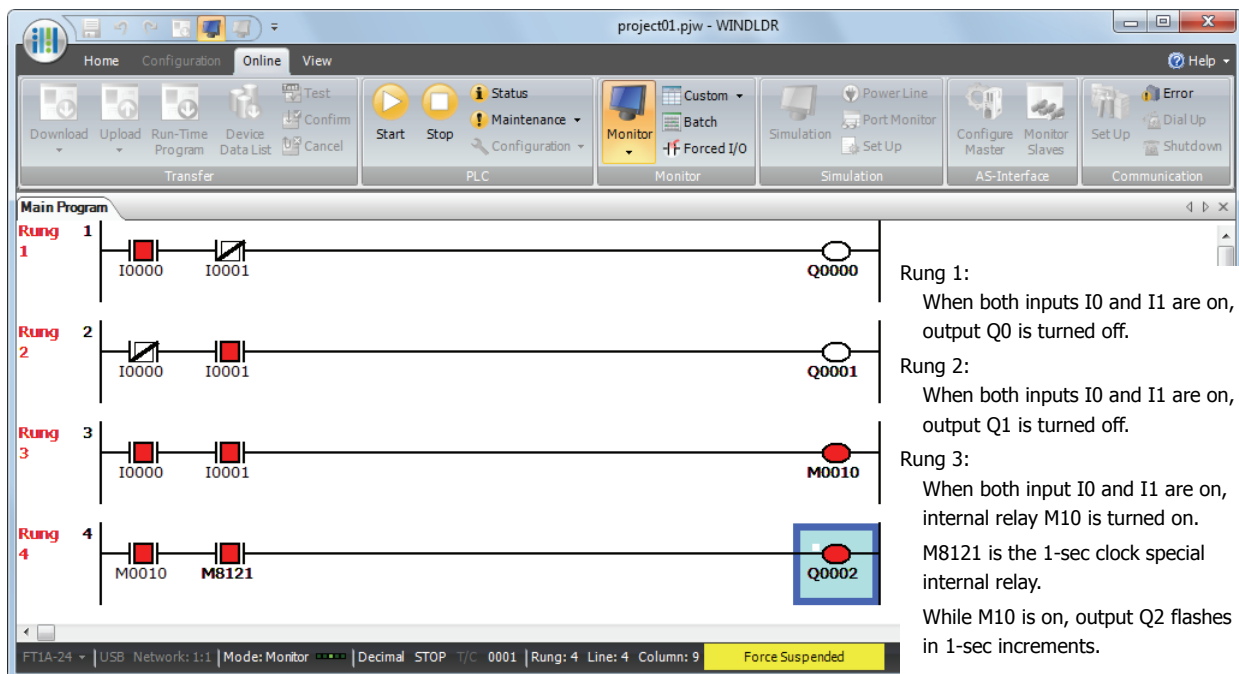 project01.pjw - WINDLDR
Home Configuration Online View
Help
Download
Upload
Run-Time Program
Device Data List
Test
Confirm
Cancel
Transfer
Start
Stop
Status
Maintenance
Configuration
PLC
Monitor
Custom
Batch
Forced I/O
Monitor
Simulation
Power Line
Port Monitor
Set Up
Simulation
Configure Master
Monitor Slaves
AS-Interface
Set Up
Error
Dial Up
Shutdown
Communication
Main Program
Rung 1
1
I0000 I0001 Q0000
Rung 2
2
I0000 I0001 Q0001
Rung 3
3
I0000 I0001 M0010
Rung 4
4
M0010 M8121 Q0002
Rung 1:
When both inputs I0 and I1 are on,
output Q0 is turned off.
Rung 2:
When both inputs I0 and I1 are on,
output Q1 is turned off.
Rung 3:
When both input I0 and I1 are on,
internal relay M10 is turned on.
M8121 is the 1-sec clock special
internal relay.
While M10 is on, output Q2 flashes
in 1-sec increments.
FT1A-24 USB Network: 1:1 Mode: Monitor Decimal STOP T/C 0001 Rung: 4 Line: 4 Column: 9 Force Suspended